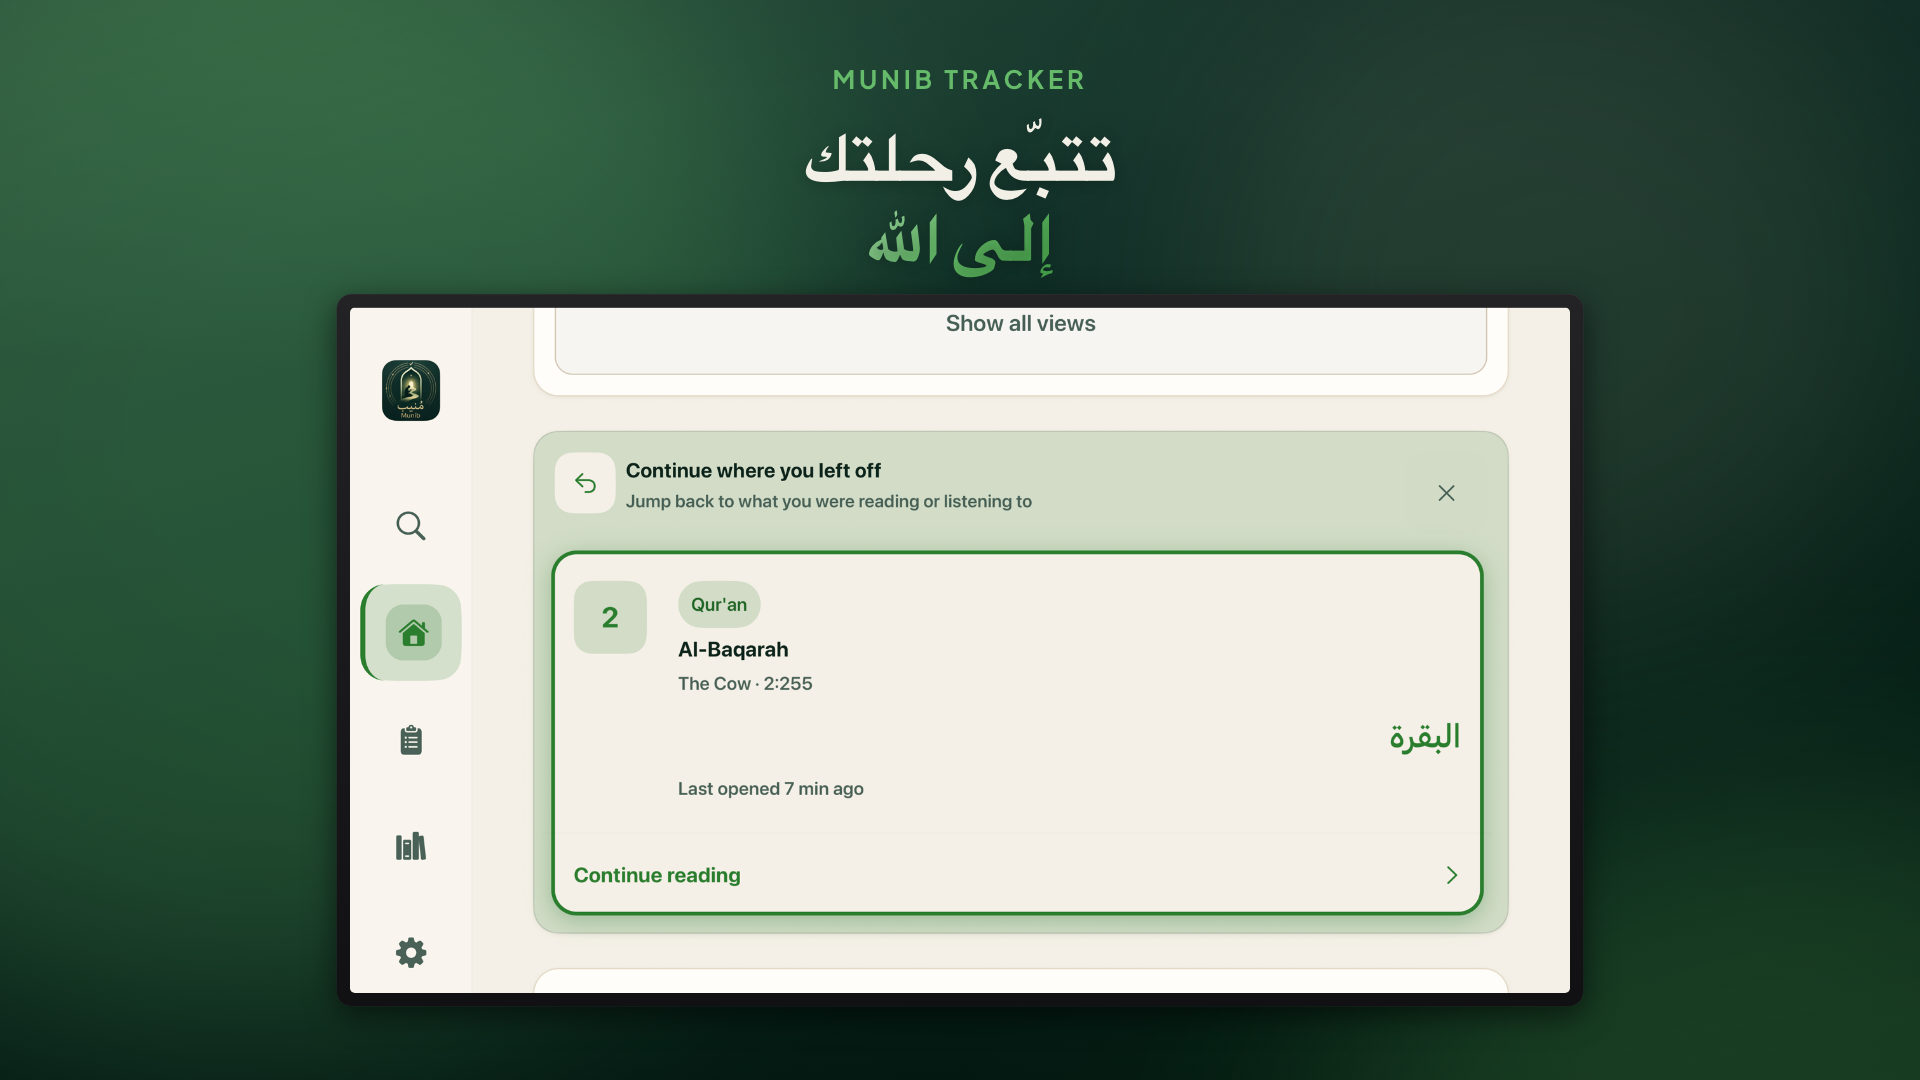 MUNIB TRACKER
تتبّع رحلتك
إلى الله
Show all views
مُنيب
Munib
Continue where you left off
Jump back to what you were reading or listening to
2
Qur'an
Al-Baqarah
The Cow · 2:255
البقرة
Last opened 7 min ago
Continue reading